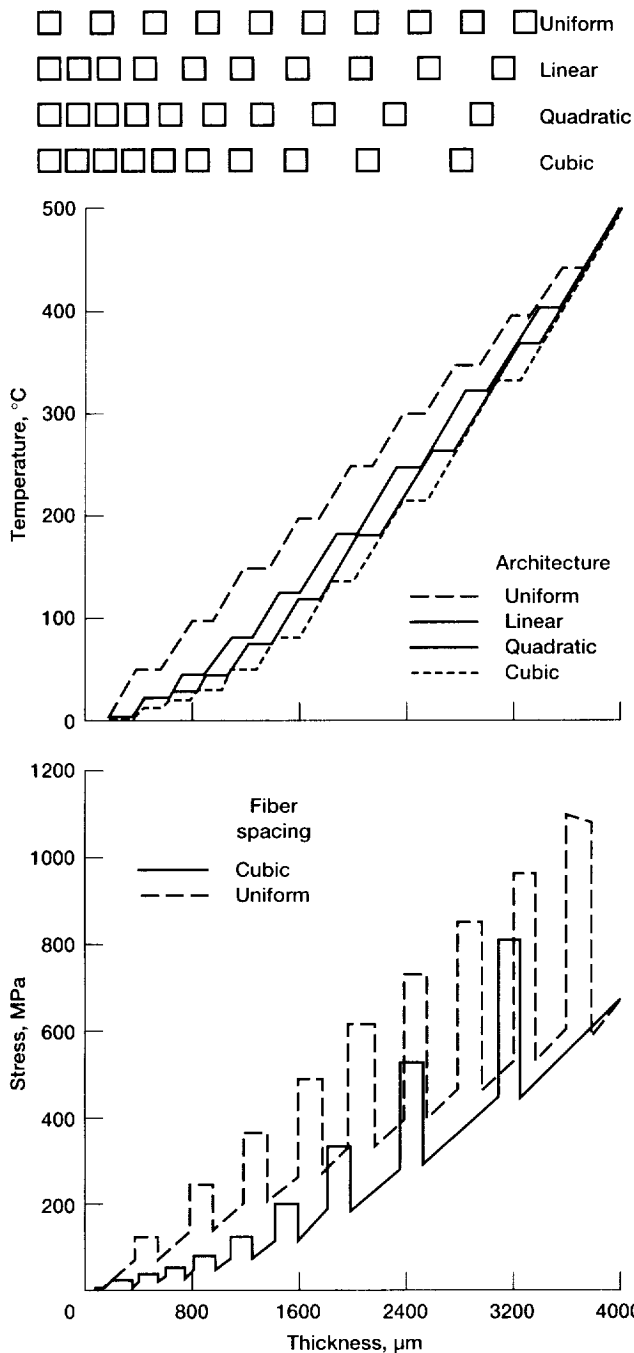 Uniform
Linear
Quadratic
Cubic
500
400
300
200
100
0
Temperature, °C
Architecture
Uniform
Linear
Quadratic
Cubic
1200
1000
800
600
400
200
Stress, MPa
Fiber
spacing
Cubic
Uniform
0 800 1600 2400 3200 4000
Thickness, µm